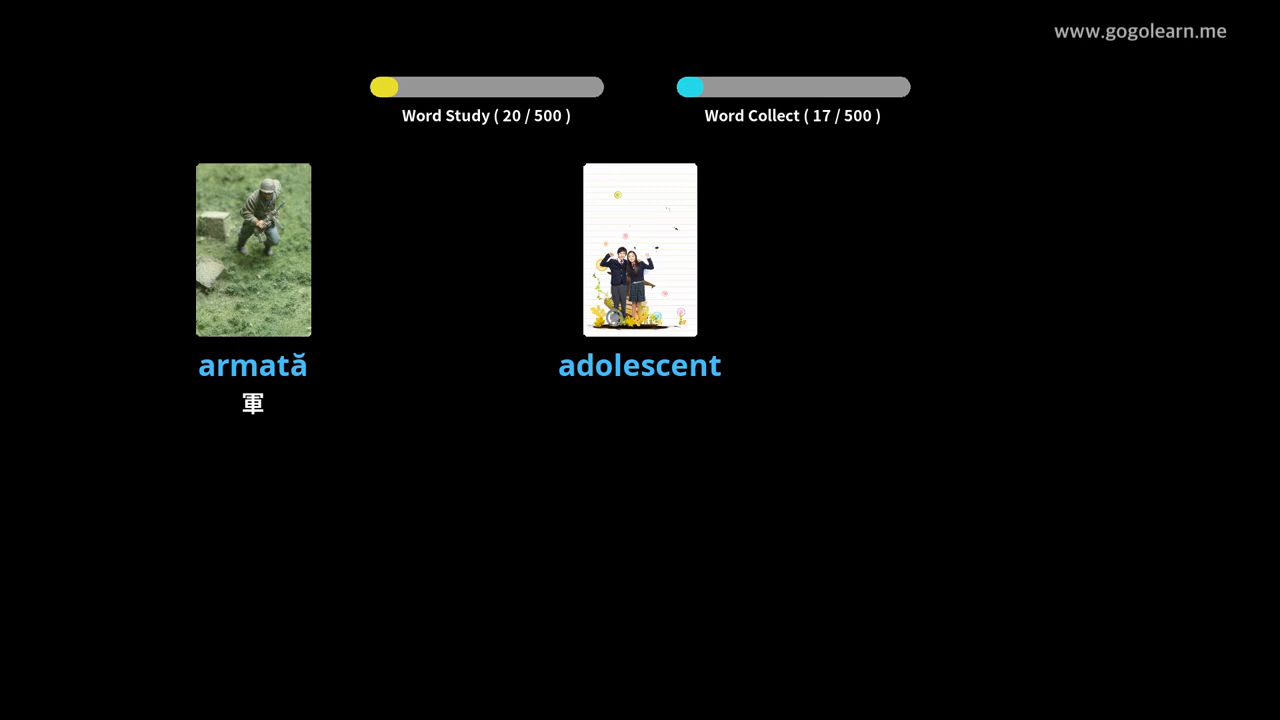 www.gogolearn.me
Word Study ( 20 / 500 )
Word Collect ( 17 / 500 )
armată
adolescent
軍